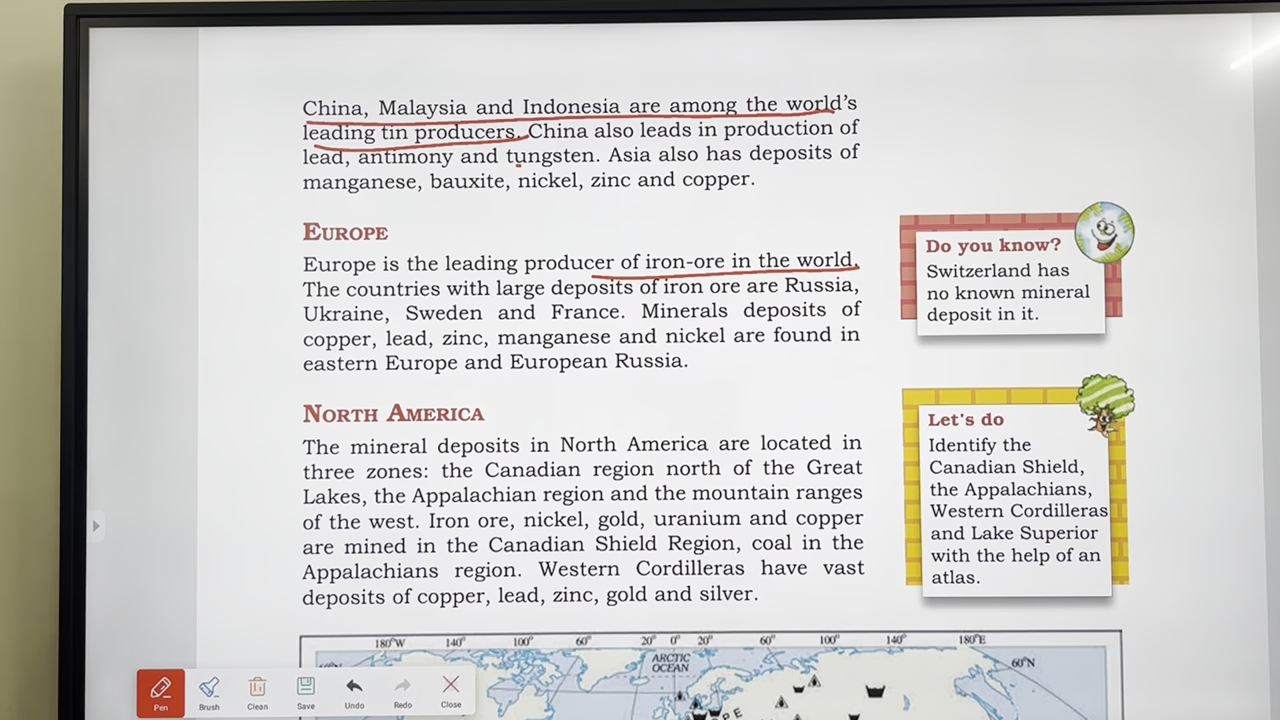 China, Malaysia and Indonesia are among the world's
leading tin producers. China also leads in production of
lead, antimony and tungsten. Asia also has deposits of
manganese, bauxite, nickel, zinc and copper.
EUROPE
Europe is the leading producer of iron-ore in the world.
The countries with large deposits of iron ore are Russia,
Ukraine, Sweden and France. Minerals deposits of
copper, lead, zinc, manganese and nickel are found in
eastern Europe and European Russia.
Do you know?
Switzerland has
no known mineral
deposit in it.
NORTH AMERICA
The mineral deposits in North America are located in
three zones: the Canadian region north of the Great
Lakes, the Appalachian region and the mountain ranges
of the west. Iron ore, nickel, gold, uranium and copper
are mined in the Canadian Shield Region, coal in the
Appalachians region. Western Cordilleras have vast
deposits of copper, lead, zinc, gold and silver.
Let's do
Identify the
Canadian Shield,
the Appalachians,
Western Cordilleras
and Lake Superior
with the help of an
atlas.
180°W 140° 100° 60° 20° 0° 20° 60° 100° 140° 180°E
ARCTIC
OCEAN
60°N
Pen Brush Clean Save Undo Redo Close